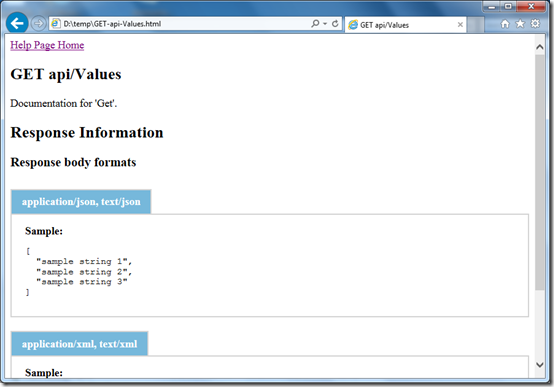 D:\temp\GET-api-Values.html
GET api/Values
Help Page Home
GET api/Values
Documentation for 'Get'.
Response Information
Response body formats
application/json, text/json
Sample:
[
"sample string 1",
"sample string 2",
"sample string 3"
]
application/xml, text/xml
Sample: